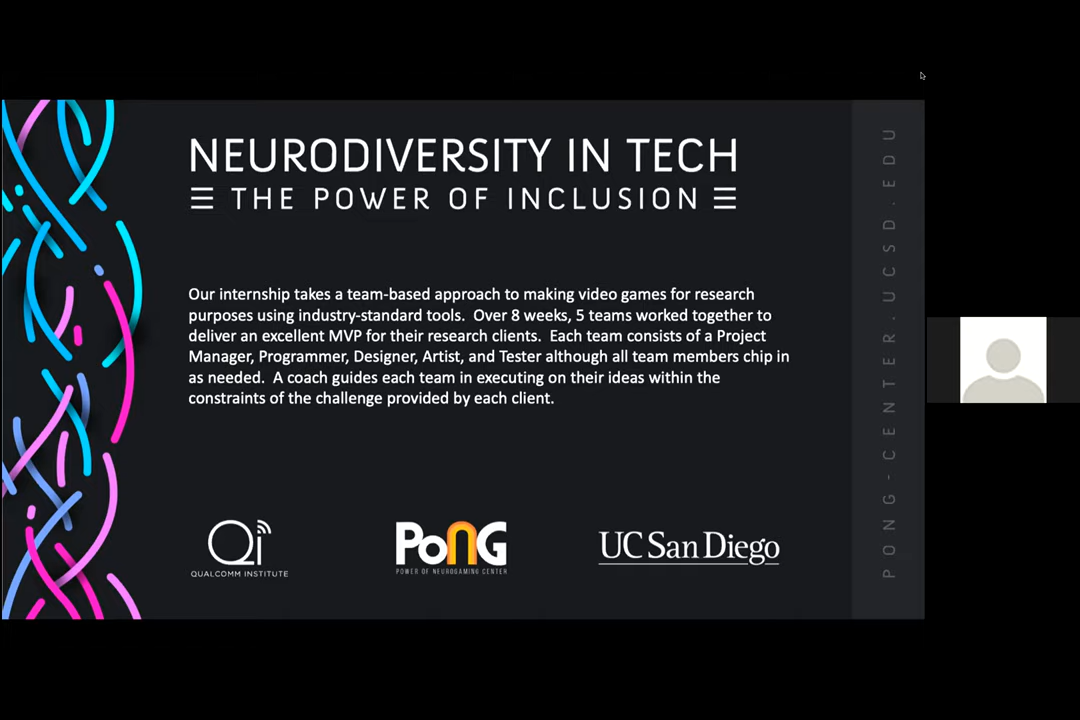 NEURODIVERSITY IN TECH
THE POWER OF INCLUSION
Our internship takes a team-based approach to making video games for research
purposes using industry-standard tools.  Over 8 weeks, 5 teams worked together to
deliver an excellent MVP for their research clients.  Each team consists of a Project
Manager, Programmer, Designer, Artist, and Tester although all team members chip in
as needed.  A coach guides each team in executing on their ideas within the
constraints of the challenge provided by each client.
Qi
QUALCOMM INSTITUTE
PoNG
POWER OF NEUROGAMING CENTER
UC San Diego
PONG-CENTER.UCSD.EDU